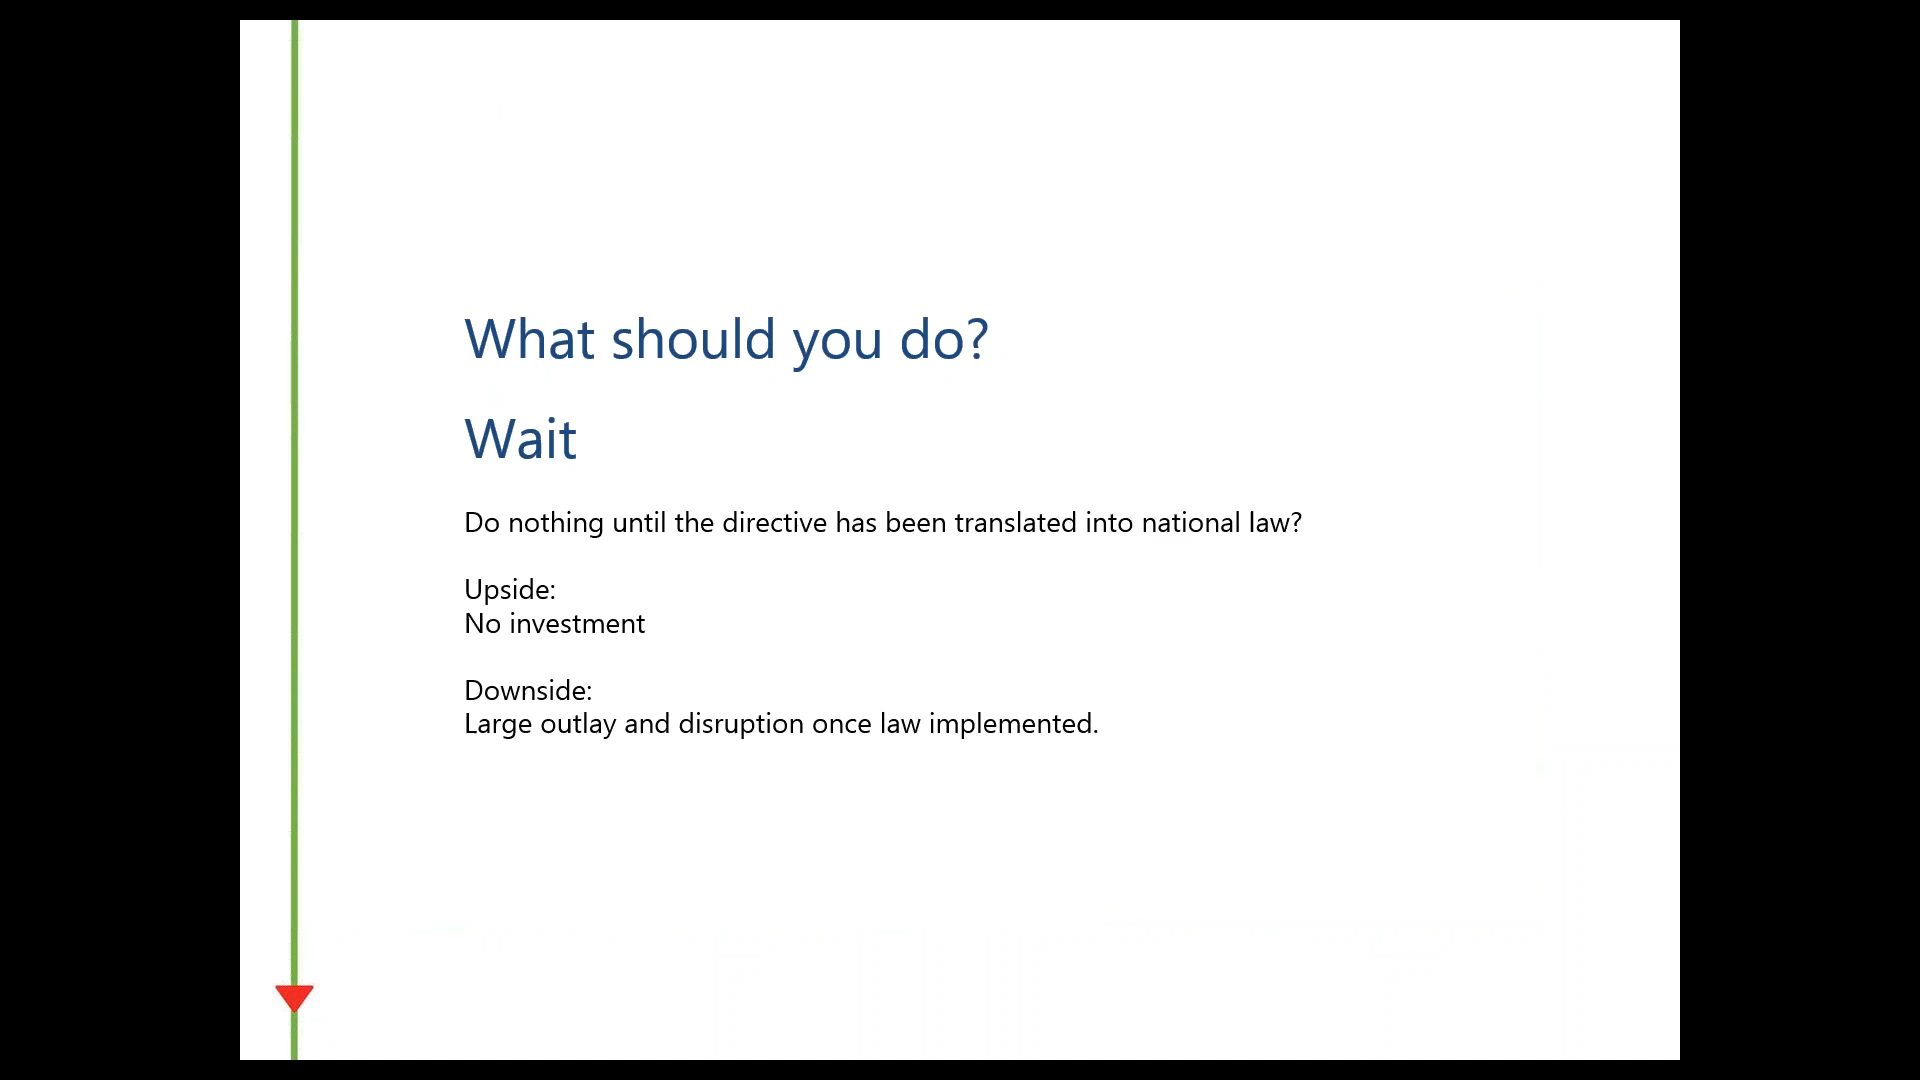 What should you do?
Wait
Do nothing until the directive has been translated into national law?
Upside:
No investment
Downside:
Large outlay and disruption once law implemented.